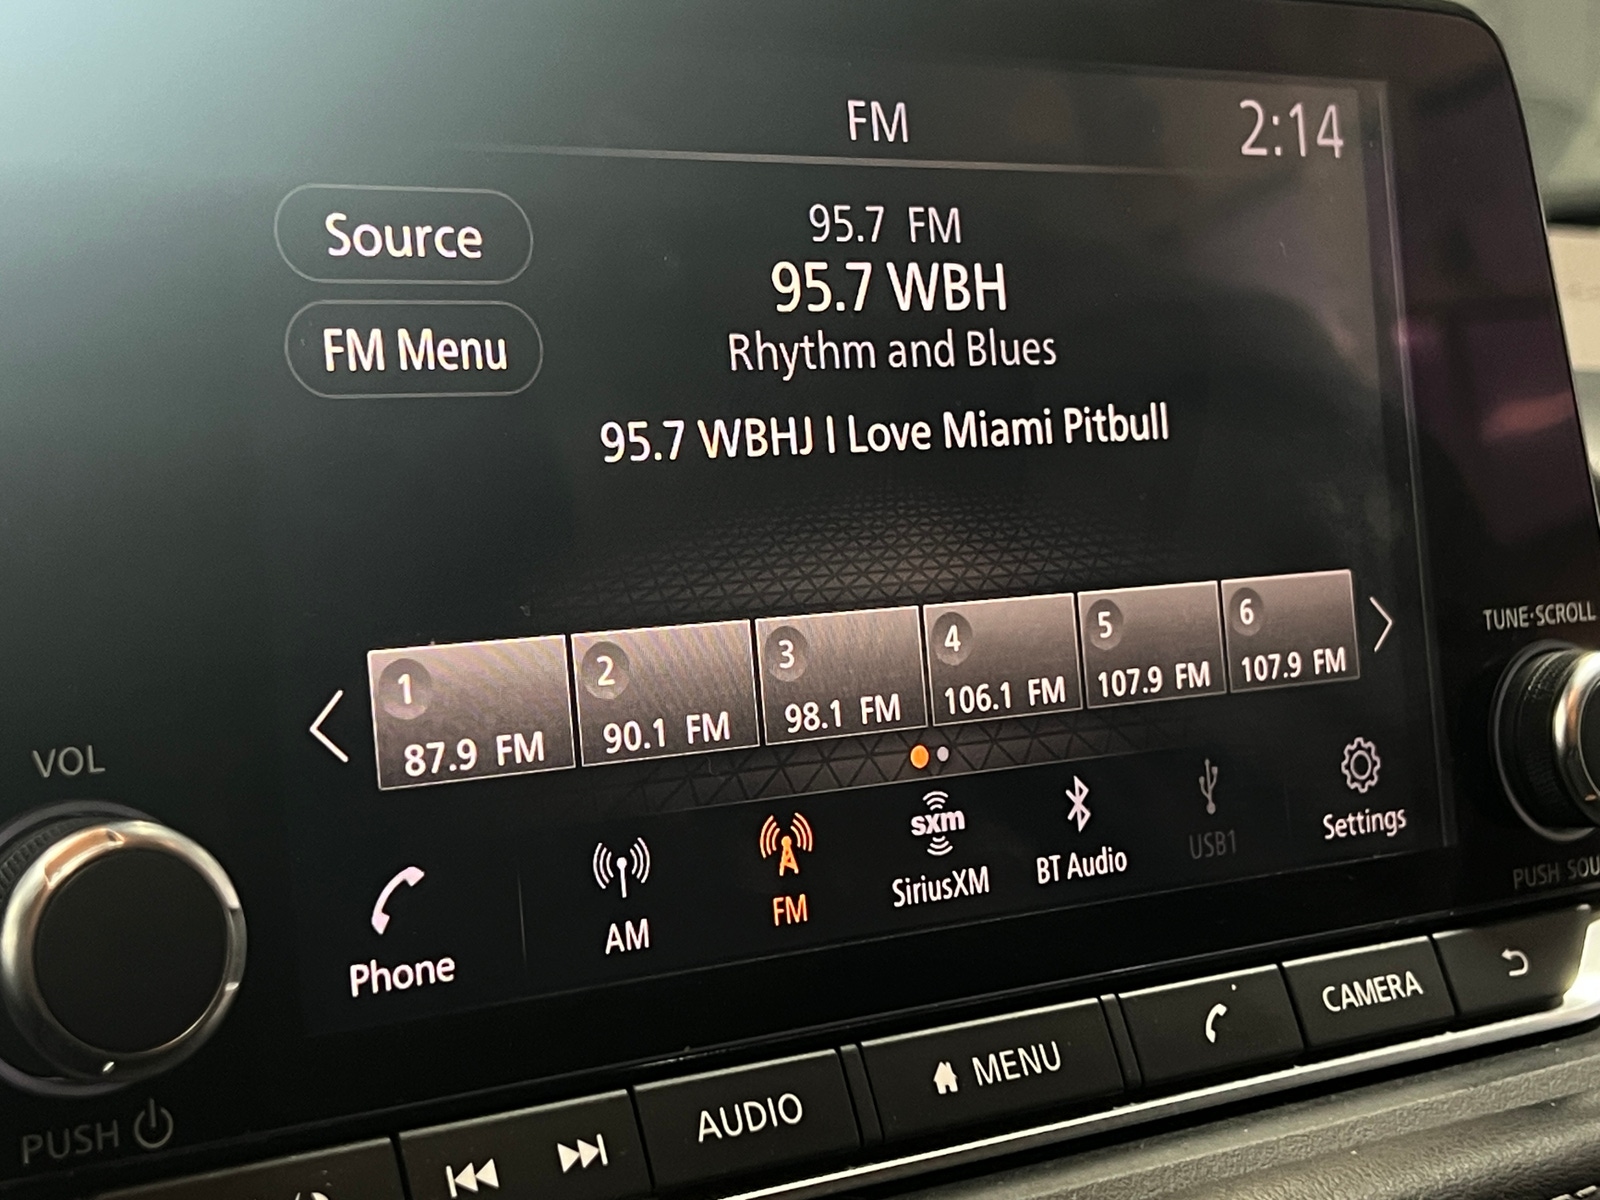 FM
2:14
Source
95.7 FM
95.7 WBH
FM Menu
Rhythm and Blues
95.7 WBHJ I Love Miami Pitbull
1
87.9 FM
2
90.1 FM
3
98.1 FM
4
106.1 FM
5
107.9 FM
6
107.9 FM
TUNE·SCROLL
VOL
Phone
AM
FM
sxm
SiriusXM
BT Audio
USB1
Settings
PUSH SOU
PUSH
AUDIO
MENU
CAMERA